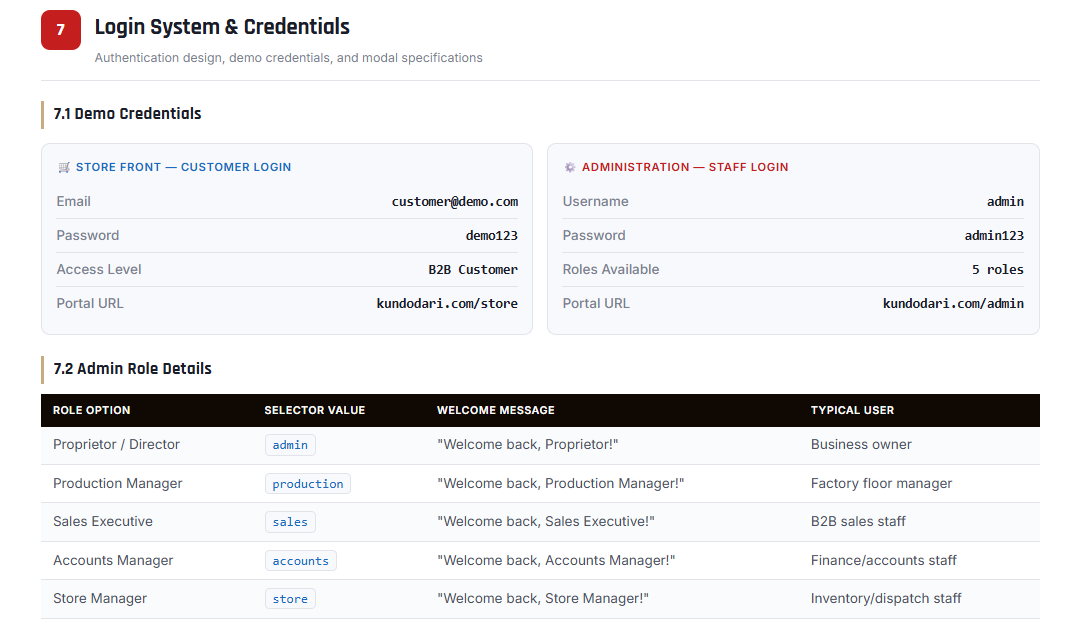 7
Login System & Credentials
Authentication design, demo credentials, and modal specifications
7.1 Demo Credentials
🛒 STORE FRONT — CUSTOMER LOGIN
Email customer@demo.com
Password demo123
Access Level B2B Customer
Portal URL kundodari.com/store
⚙️ ADMINISTRATION — STAFF LOGIN
Username admin
Password admin123
Roles Available 5 roles
Portal URL kundodari.com/admin
7.2 Admin Role Details
ROLE OPTION SELECTOR VALUE WELCOME MESSAGE TYPICAL USER
Proprietor / Director admin "Welcome back, Proprietor!" Business owner
Production Manager production "Welcome back, Production Manager!" Factory floor manager
Sales Executive sales "Welcome back, Sales Executive!" B2B sales staff
Accounts Manager accounts "Welcome back, Accounts Manager!" Finance/accounts staff
Store Manager store "Welcome back, Store Manager!" Inventory/dispatch staff